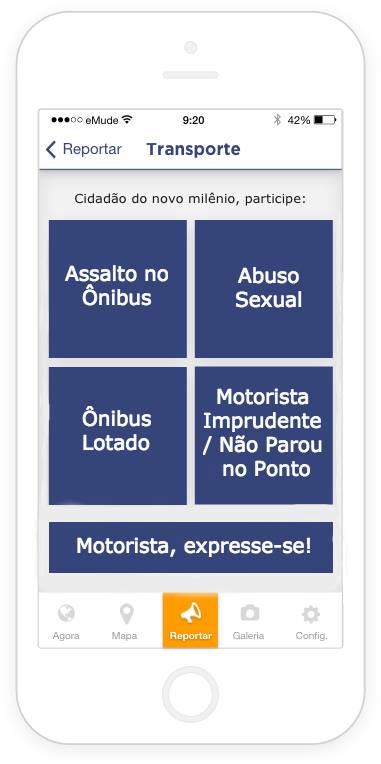 eMude
9:20
42%
Reportar
Transporte
Cidadão do novo milênio, participe:
Assalto no
Ônibus
Abuso
Sexual
Ônibus
Lotado
Motorista
Imprudente
/ Não Parou
no Ponto
Motorista, expresse-se!
Agora
Mapa
Reportar
Galeria
Config.